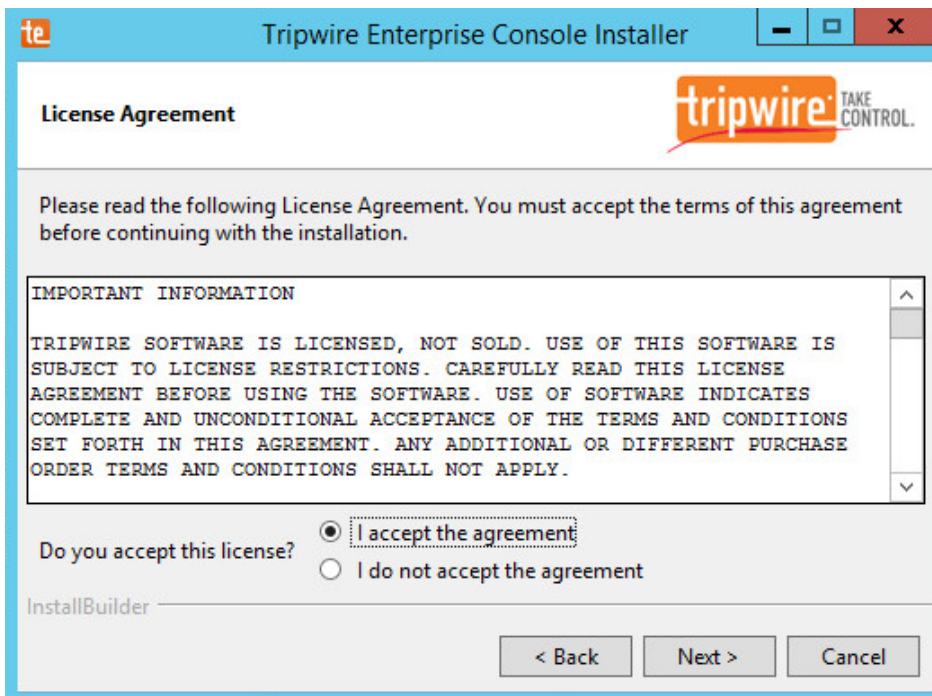 te
Tripwire Enterprise Console Installer
License Agreement
tripwire TAKE CONTROL.
Please read the following License Agreement. You must accept the terms of this agreement
before continuing with the installation.
IMPORTANT INFORMATION
TRIPWIRE SOFTWARE IS LICENSED, NOT SOLD. USE OF THIS SOFTWARE IS
SUBJECT TO LICENSE RESTRICTIONS. CAREFULLY READ THIS LICENSE
AGREEMENT BEFORE USING THE SOFTWARE. USE OF SOFTWARE INDICATES
COMPLETE AND UNCONDITIONAL ACCEPTANCE OF THE TERMS AND CONDITIONS
SET FORTH IN THIS AGREEMENT. ANY ADDITIONAL OR DIFFERENT PURCHASE
ORDER TERMS AND CONDITIONS SHALL NOT APPLY.
Do you accept this license?
I accept the agreement
I do not accept the agreement
InstallBuilder
< Back
Next >
Cancel